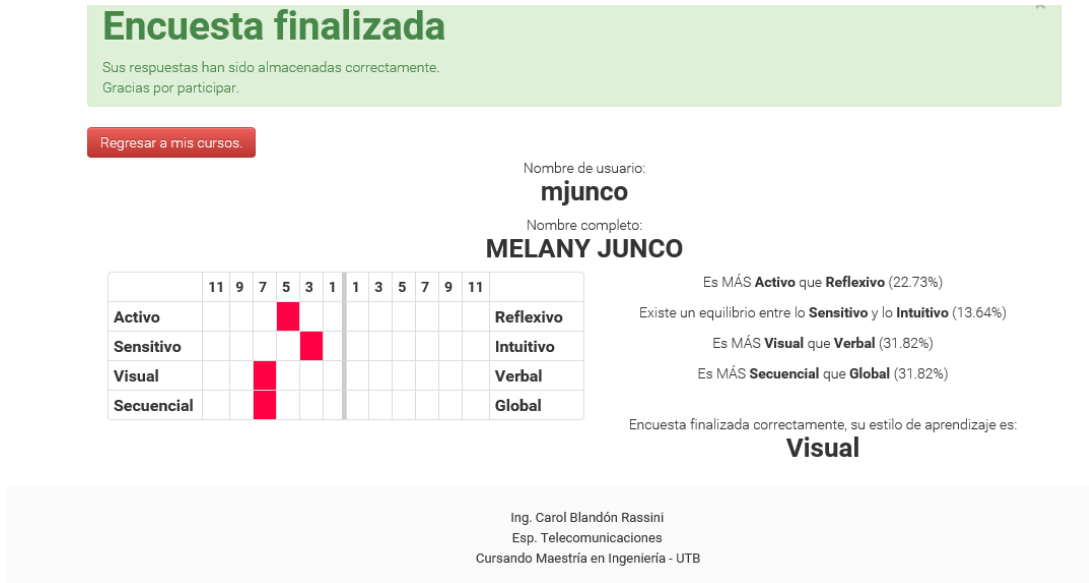 Encuesta finalizada
Sus respuestas han sido almacenadas correctamente.
Gracias por participar.
Regresar a mis cursos.
Nombre de usuario:
mjunco
Nombre completo:
MELANY JUNCO
11 9 7 5 3 1 1 3 5 7 9 11
Activo Reflexivo
Sensitivo Intuitivo
Visual Verbal
Secuencial Global
Es MÁS Activo que Reflexivo (22.73%)
Existe un equilibrio entre lo Sensitivo y lo Intuitivo (13.64%)
Es MÁS Visual que Verbal (31.82%)
Es MÁS Secuencial que Global (31.82%)
Encuesta finalizada correctamente, su estilo de aprendizaje es:
Visual
Ing. Carol Blandón Rassini
Esp. Telecomunicaciones
Cursando Maestría en Ingeniería - UTB